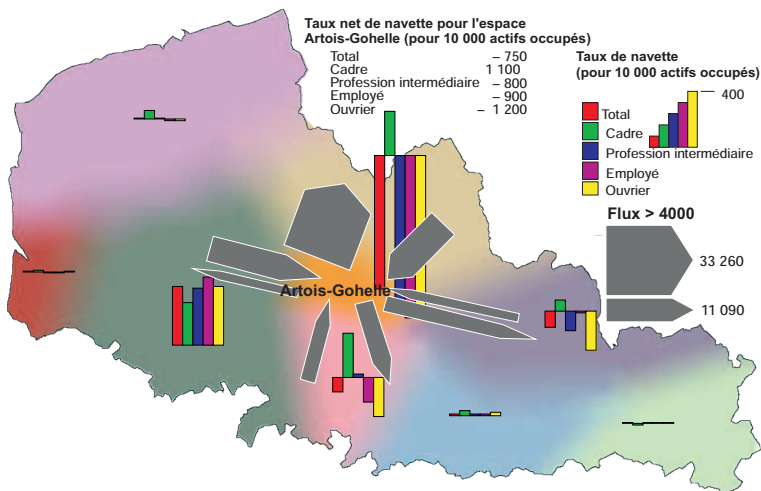 Taux net de navette pour l'espace
Artois-Gohelle (pour 10 000 actifs occupés)
Total – 750
Cadre 1 100
Profession intermédiaire – 800
Employé – 900
Ouvrier – 1 200
Taux de navette
(pour 10 000 actifs occupés)
400
Total
Cadre
Profession intermédiaire
Employé
Ouvrier
Flux > 4000
33 260
11 090
Artois-Gohelle